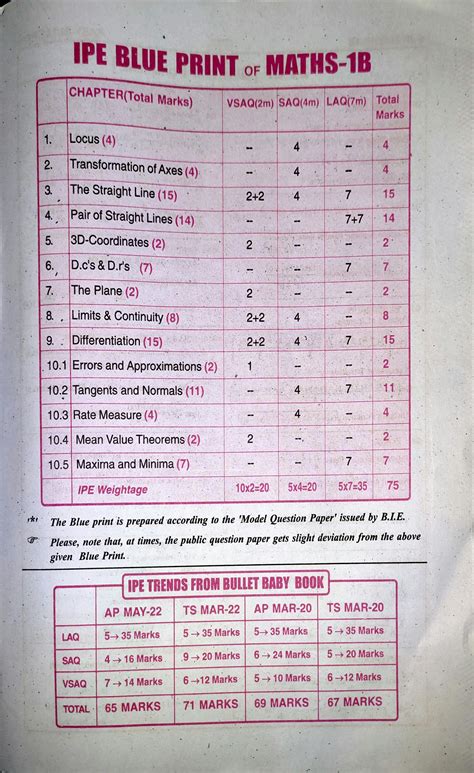 IPE BLUE PRINT OF MATHS-1B
CHAPTER(Total Marks) VSAQ(2m) SAQ(4m) LAQ(7m) Total Marks
1. Locus (4) -- 4 -- 4
2. Transformation of Axes (4) -- 4 -- 4
3. The Straight Line (15) 2+2 4 7 15
4. Pair of Straight Lines (14) -- -- 7+7 14
5. 3D-Coordinates (2) 2 -- -- 2
6. D.c's & D.r's (7) -- -- 7 7
7. The Plane (2) 2 -- -- 2
8. Limits & Continuity (8) 2+2 4 -- 8
9. Differentiation (15) 2+2 4 7 15
10.1 Errors and Approximations (2) 1 -- -- 2
10.2 Tangents and Normals (11) -- 4 7 11
10.3 Rate Measure (4) -- 4 -- 4
10.4 Mean Value Theorems (2) 2 -- -- 2
10.5 Maxima and Minima (7) -- -- 7 7
IPE Weightage 10x2=20 5x4=20 5x7=35 75
The Blue print is prepared according to the 'Model Question Paper' issued by B.I.E.
☞ Please, note that, at times, the public question paper gets slight deviation from the above
given Blue Print.
IPE TRENDS FROM BULLET BABY BOOK
AP MAY-22 TS MAR-22 AP MAR-20 TS MAR-20
LAQ 5→ 35 Marks 5→ 35 Marks 5→ 35 Marks 5→ 35 Marks
SAQ 4→ 16 Marks 9→ 20 Marks 6→ 24 Marks 5→ 20 Marks
VSAQ 7→ 14 Marks 6→12 Marks 5→ 10 Marks 6→12 Marks
TOTAL 65 MARKS 71 MARKS 69 MARKS 67 MARKS